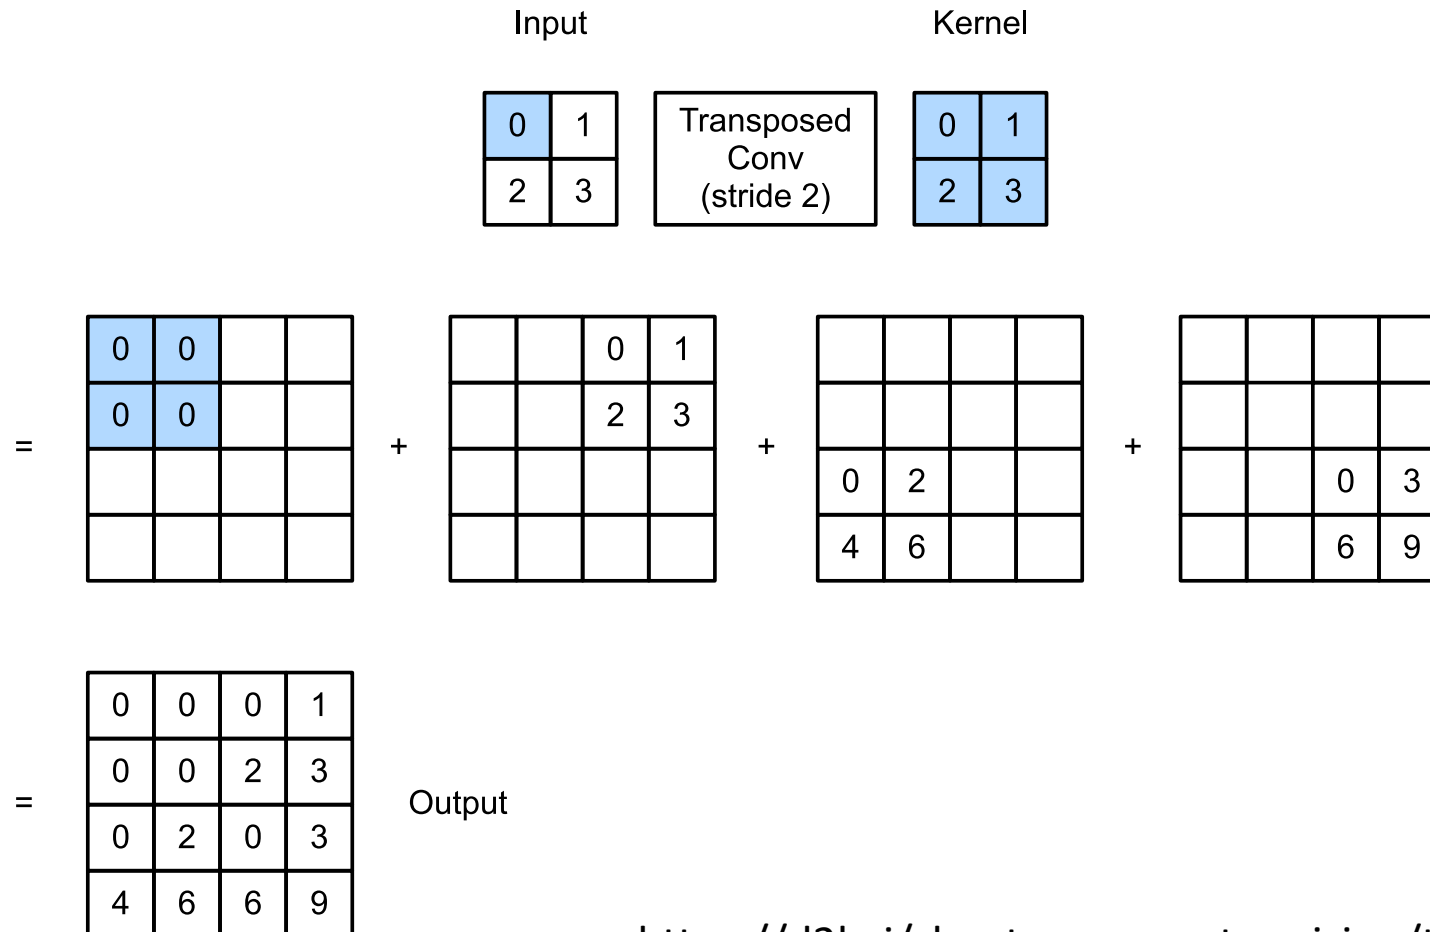 Input Kernel
0 1 Transposed 0 1
Conv
2 3 (stride 2) 2 3
0 0 0 1
0 0 2 3
= + + +
0 2 0 3
4 6 6 9
0 0 0 1
0 0 2 3
= Output
0 2 0 3
4 6 6 9